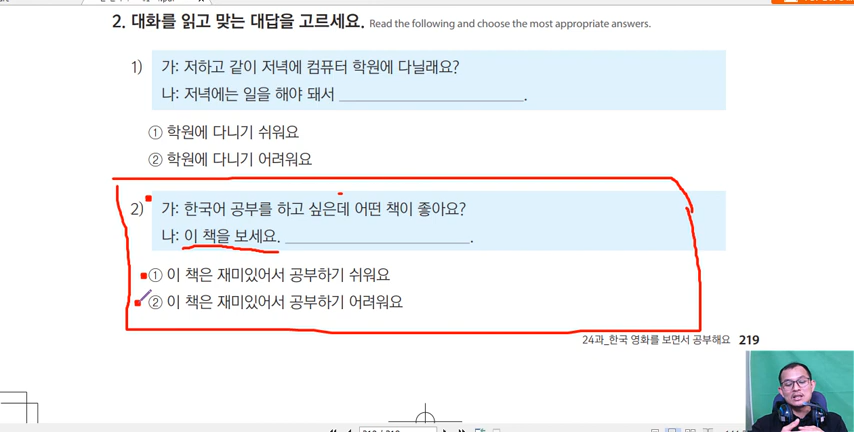 2. 대화를 읽고 맞는 대답을 고르세요. Read the following and choose the most appropriate answers.
1) 가: 저하고 같이 저녁에 컴퓨터 학원에 다닐래요?
나: 저녁에는 일을 해야 돼서 ____________________.
① 학원에 다니기 쉬워요
② 학원에 다니기 어려워요
2) 가: 한국어 공부를 하고 싶은데 어떤 책이 좋아요?
나: 이 책을 보세요. ____________________.
① 이 책은 재미있어서 공부하기 쉬워요
② 이 책은 재미있어서 공부하기 어려워요
24과_한국 영화를 보면서 공부해요 219